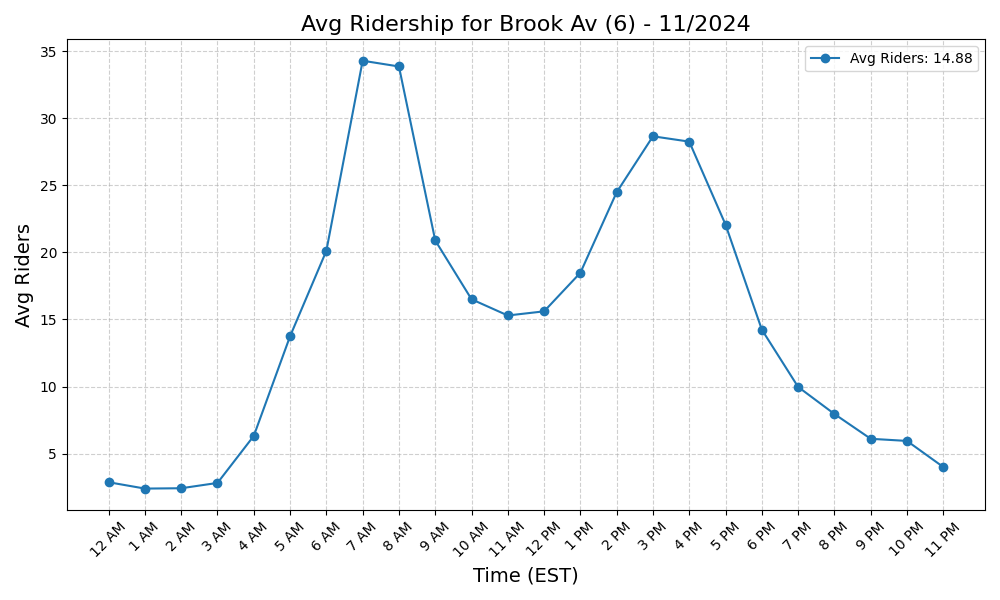 Avg Ridership for Brook Av (6) - 11/2024
Avg Riders: 14.88
Avg Riders
35
30
25
20
15
10
5
12 AM
1 AM
2 AM
3 AM
4 AM
5 AM
6 AM
7 AM
8 AM
9 AM
10 AM
11 AM
12 PM
1 PM
2 PM
3 PM
4 PM
5 PM
6 PM
7 PM
8 PM
9 PM
10 PM
11 PM
Time (EST)